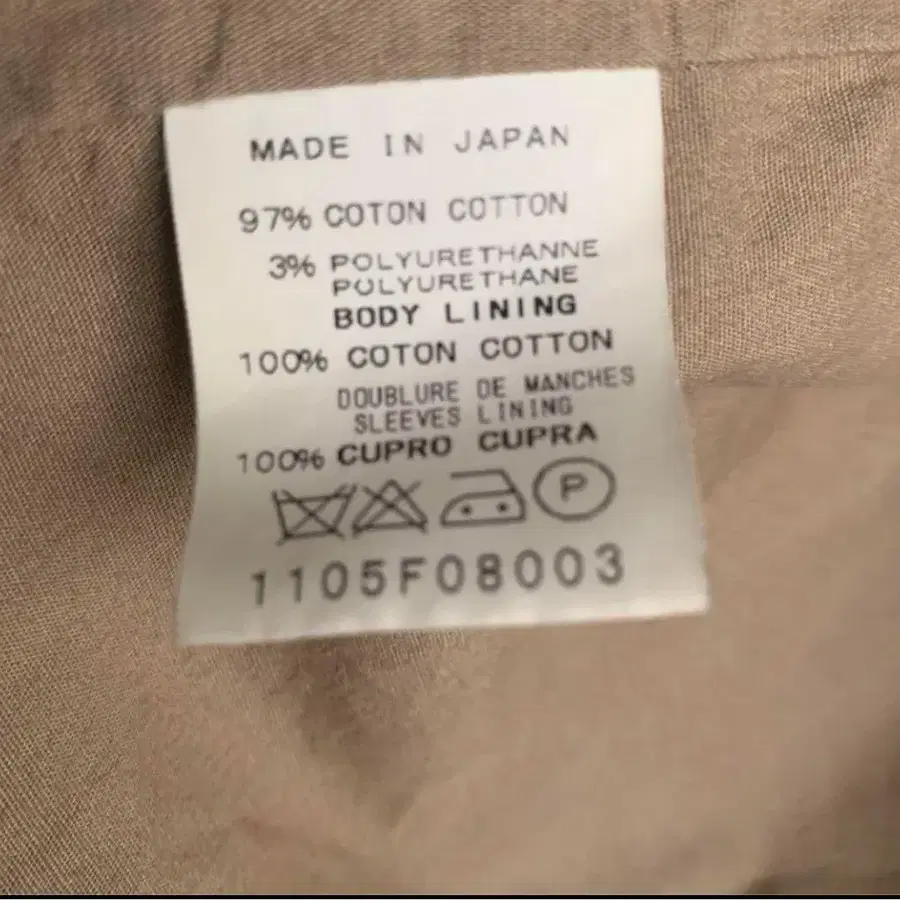 MADE IN JAPAN
97% COTON COTTON
3% POLYURETHANNE
POLYURETHANE
BODY LINING
100% COTON COTTON
DOUBLURE DE MANCHES
SLEEVES LINING
100% CUPRO CUPRA
P
1105F08003